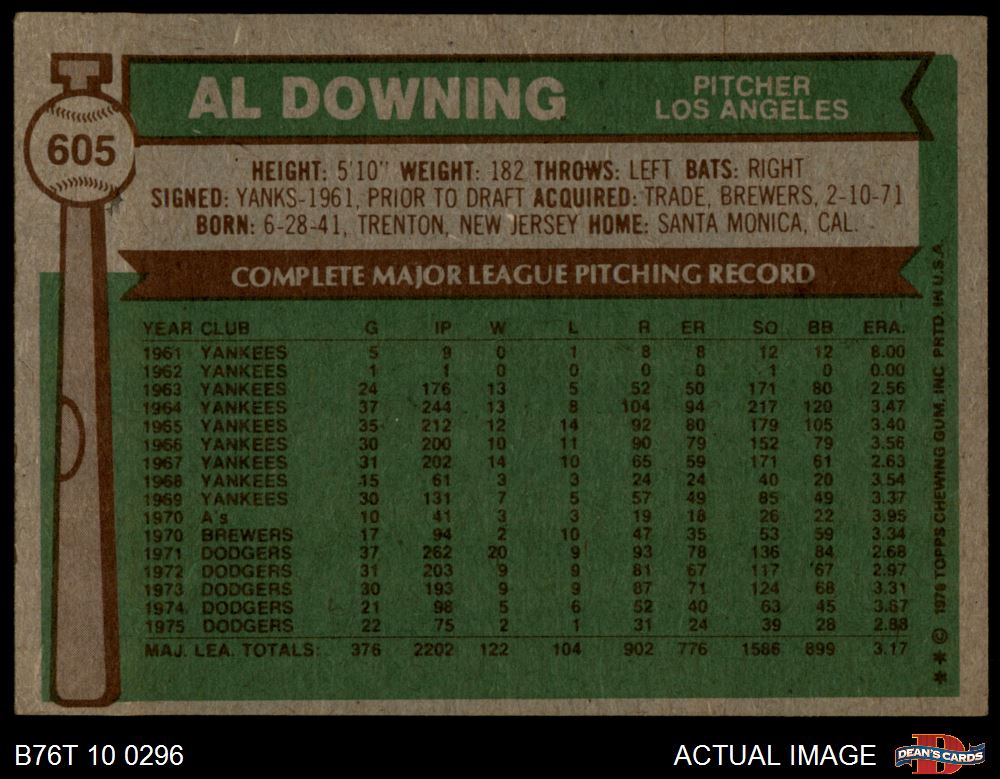 605
AL DOWNING
PITCHER
LOS ANGELES
HEIGHT: 5'10" WEIGHT: 182 THROWS: LEFT BATS: RIGHT
SIGNED: YANKS-1961, PRIOR TO DRAFT ACQUIRED: TRADE, BREWERS, 2-10-71
BORN: 6-28-41, TRENTON, NEW JERSEY HOME: SANTA MONICA, CAL.
COMPLETE MAJOR LEAGUE PITCHING RECORD
YEAR CLUB G IP W L R ER SO BB ERA.
1961 YANKEES 5 9 0 1 8 8 12 12 8.00
1962 YANKEES 1 1 0 0 0 0 1 0 0.00
1963 YANKEES 24 176 13 5 52 50 171 80 2.56
1964 YANKEES 37 244 13 8 104 94 217 120 3.47
1965 YANKEES 35 212 12 14 92 80 179 105 3.40
1966 YANKEES 30 200 10 11 90 79 152 79 3.56
1967 YANKEES 31 202 14 10 65 59 171 61 2.63
1968 YANKEES 15 61 3 3 24 24 40 20 3.54
1969 YANKEES 30 131 7 5 57 49 85 49 3.37
1970 A's 10 41 3 3 19 18 26 22 3.95
1970 BREWERS 17 94 2 10 47 35 53 59 3.34
1971 DODGERS 37 262 20 9 93 78 136 84 2.68
1972 DODGERS 31 203 9 9 81 67 117 67 2.97
1973 DODGERS 30 193 9 9 87 71 124 68 3.31
1974 DODGERS 21 98 5 6 52 40 63 45 3.67
1975 DODGERS 22 75 2 1 31 24 39 28 2.88
MAJ. LEA. TOTALS: 376 2202 122 104 902 776 1586 899 3.17
** © 1976 TOPPS CHEWING GUM, INC PRTD. IN U.S.A.
B76T 10 0296
ACTUAL IMAGE
DEAN'S CARDS